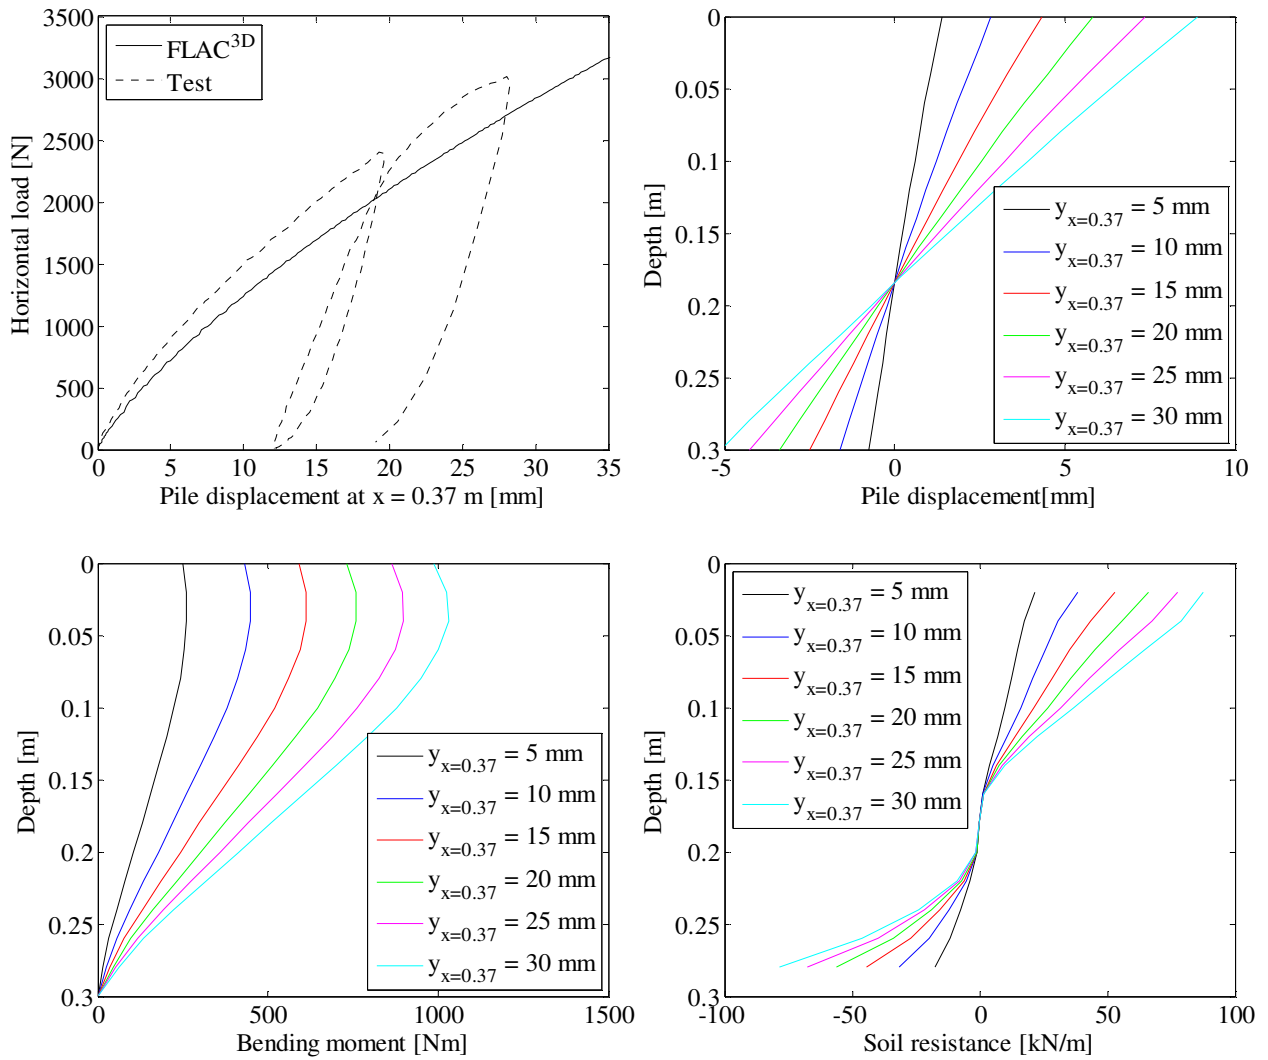 3500
3000
2500
2000
1500
1000
500
0
Horizontal load [N]
FLAC3D
Test
0 5 10 15 20 25 30 35
Pile displacement at x = 0.37 m [mm]
0
0.05
0.1
0.15
0.2
0.25
0.3
Depth [m]
yx=0.37 = 5 mm
yx=0.37 = 10 mm
yx=0.37 = 15 mm
yx=0.37 = 20 mm
yx=0.37 = 25 mm
yx=0.37 = 30 mm
-5 0 5 10
Pile displacement[mm]
0
0.05
0.1
0.15
0.2
0.25
0.3
Depth [m]
yx=0.37 = 5 mm
yx=0.37 = 10 mm
yx=0.37 = 15 mm
yx=0.37 = 20 mm
yx=0.37 = 25 mm
yx=0.37 = 30 mm
0 500 1000 1500
Bending moment [Nm]
0
0.05
0.1
0.15
0.2
0.25
0.3
Depth [m]
yx=0.37 = 5 mm
yx=0.37 = 10 mm
yx=0.37 = 15 mm
yx=0.37 = 20 mm
yx=0.37 = 25 mm
yx=0.37 = 30 mm
-100 -50 0 50 100
Soil resistance [kN/m]